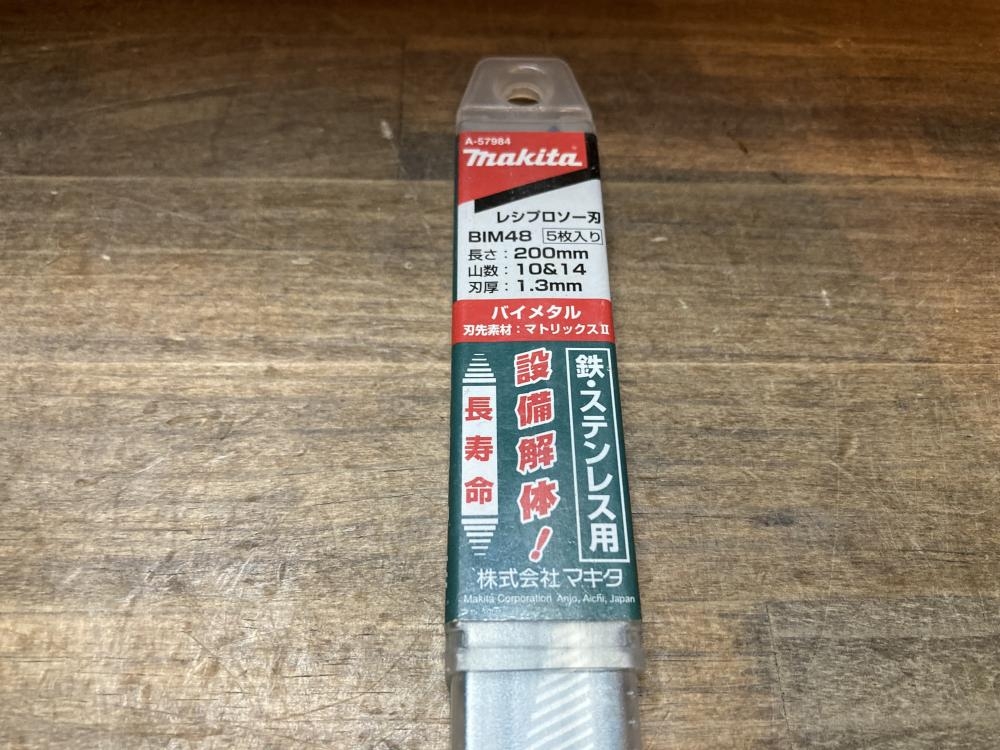 A-57984
makita
レシプロソー刃
BIM48 5枚入り
長さ：200mm
山数：10&14
刃厚：1.3mm
バイメタル
刃先素材：マトリックスⅡ
鉄・ステンレス用
設備解体！
長寿命
株式会社マキタ
Makita Corporation Anjo, Aichi, Japan